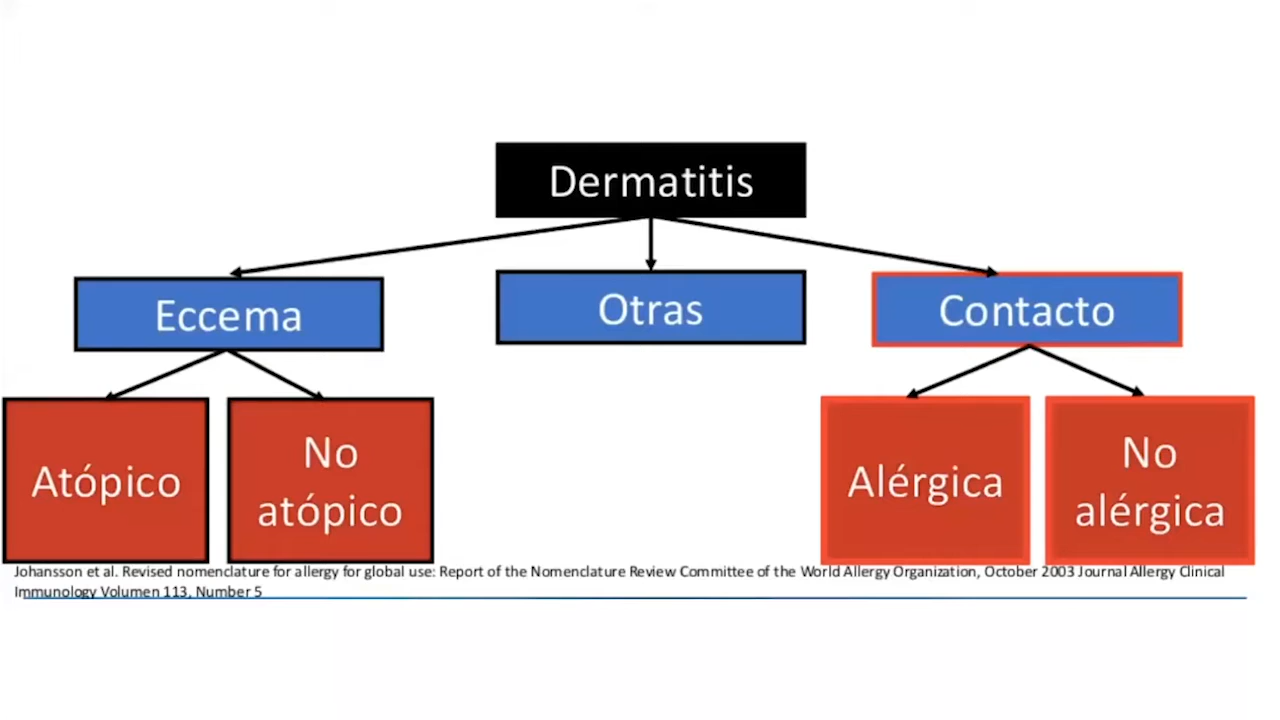 Dermatitis
Eccema
Otras
Contacto
Atópico
No
atópico
Alérgica
No
alérgica
Johansson et al. Revised nomenclature for allergy for global use: Report of the Nomenclature Review Committee of the World Allergy Organization, October 2003 Journal Allergy Clinical
Immunology Volumen 113, Number 5